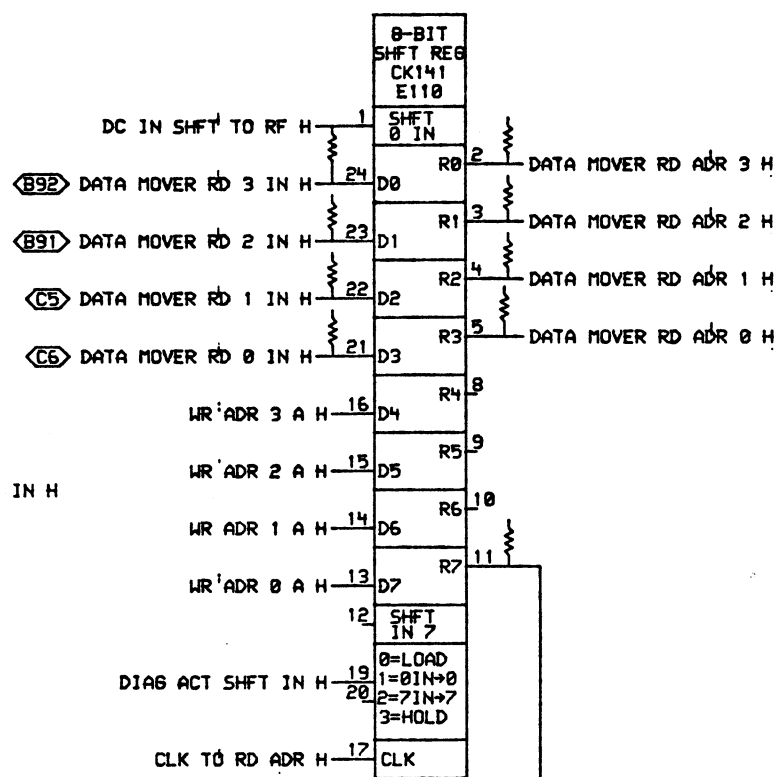 8-BIT
SHFT REG
CK141
E110
DC IN SHFT TO RF H 1 SHFT
0 IN
R0 2 DATA MOVER RD ADR 3 H
B92 DATA MOVER RD 3 IN H 24 D0
R1 3 DATA MOVER RD ADR 2 H
B91 DATA MOVER RD 2 IN H 23 D1
R2 4 DATA MOVER RD ADR 1 H
C5 DATA MOVER RD 1 IN H 22 D2
R3 5 DATA MOVER RD ADR 0 H
C6 DATA MOVER RD 0 IN H 21 D3
R4 8
WR ADR 3 A H 16 D4
R5 9
WR ADR 2 A H 15 D5
IN H
R6 10
WR ADR 1 A H 14 D6
R7 11
WR ADR 0 A H 13 D7
12 SHFT
IN 7
0=LOAD
DIAG ACT SHFT IN H 19 1=0IN→0
20 2=7IN→7
3=HOLD
CLK TO RD ADR H 17 CLK